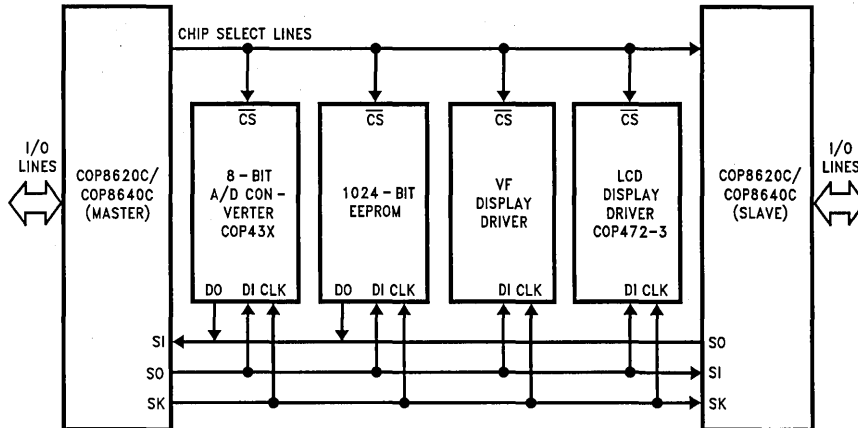 CHIP SELECT LINES
I/O
LINES
COP8620C/
COP8640C
(MASTER)
CS
8-BIT
A/D CON-
VERTER
COP43X
DO
DI
CLK
CS
1024-BIT
EEPROM
DO
DI
CLK
CS
VF
DISPLAY
DRIVER
DI
CLK
CS
LCD
DISPLAY
DRIVER
COP472-3
DI
CLK
COP8620C/
COP8640C
(SLAVE)
I/O
LINES
SI
SO
SK
SO
SI
SK